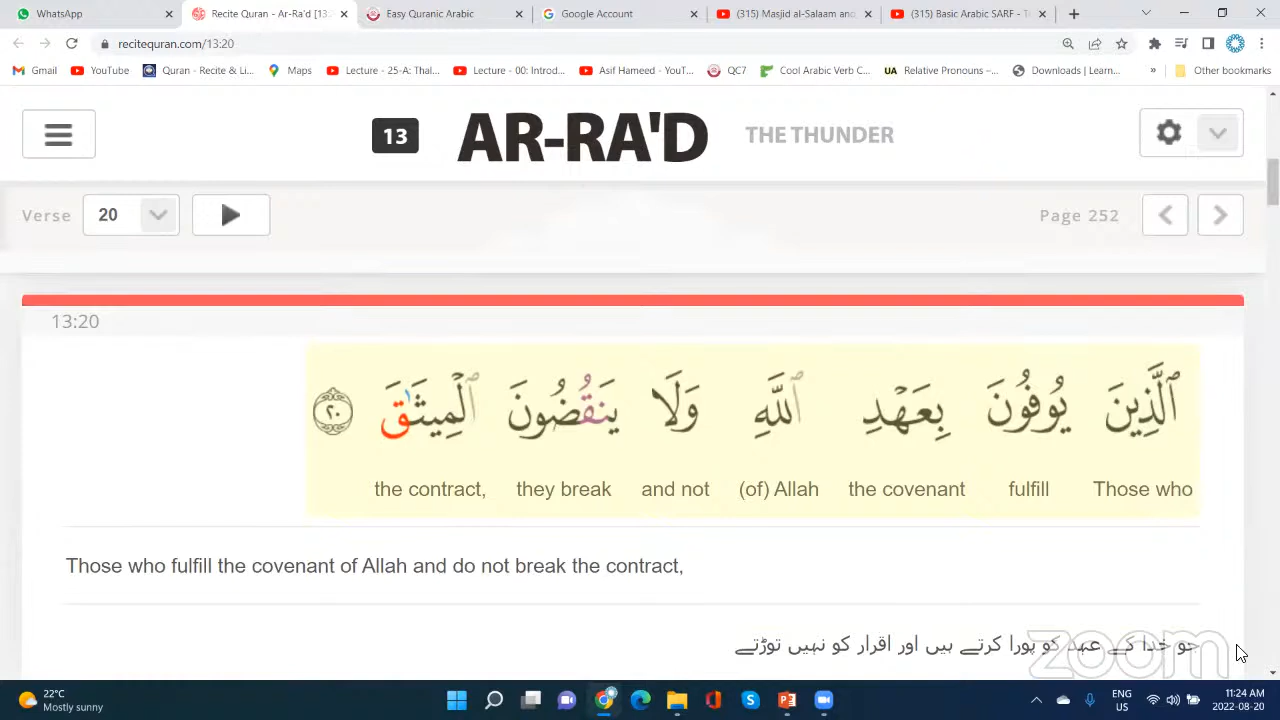 WhatsApp
Recite Quran - Ar-Ra'd [13:
Easy Quranic Arabic
Google Account
(315) Masjid al-Salaam an
(315) Basic Arabic SARF - T
recitequran.com/13:20
Gmail
YouTube
Quran - Recite & Li...
Maps
Lecture - 25-A: Thal...
Lecture - 00: Introd...
Asif Hameed - YouT...
QC7
Cool Arabic Verb C...
UA Relative Pronouns –...
Downloads | Learn...
» Other bookmarks
13 AR-RA'D THE THUNDER
Verse 20
Page 252
13:20
ٱلَّذِينَ يُوفُونَ بِعَهْدِ ٱللَّهِ وَلَا يَنقُضُونَ ٱلْمِيثَٰقَ ٢٠
Those who fulfill the covenant (of) Allah and not they break the contract,
Those who fulfill the covenant of Allah and do not break the contract,
جو خدا کے عہد کو پورا کرتے ہیں اور اقرار کو نہیں توڑتے
zoom
22°C
Mostly sunny
ENG
US
11:24 AM
2022-08-20